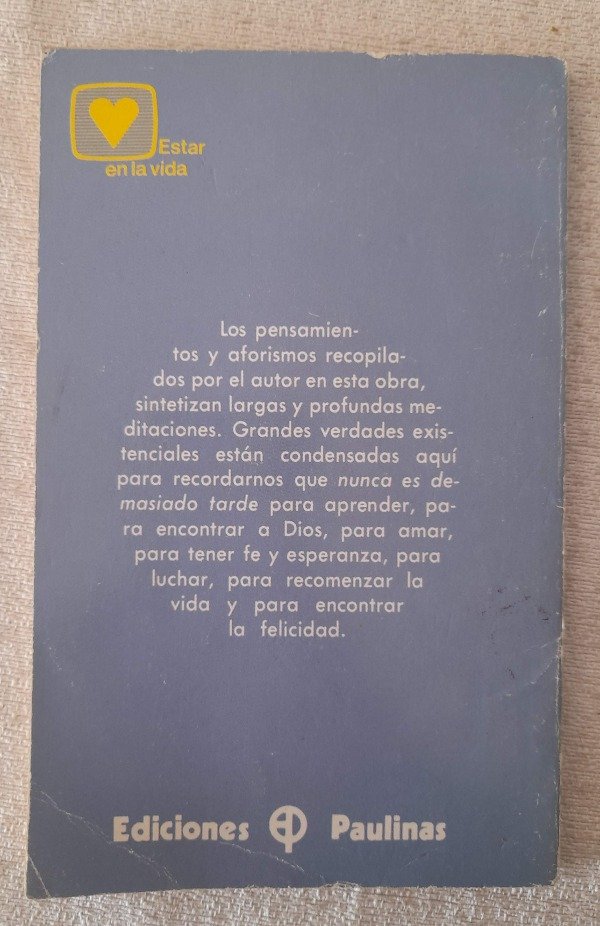 Estar
en la vida
Los pensamien-
tos y aforismos recopila-
dos por el autor en esta obra,
sintetizan largas y profundas me-
ditaciones. Grandes verdades exis-
tenciales están condensadas aquí
para recordarnos que nunca es de-
masiado tarde para aprender, pa-
ra encontrar a Dios, para amar,
para tener fe y esperanza, para
luchar, para recomenzar la
vida y para encontrar
la felicidad.
Ediciones EP Paulinas